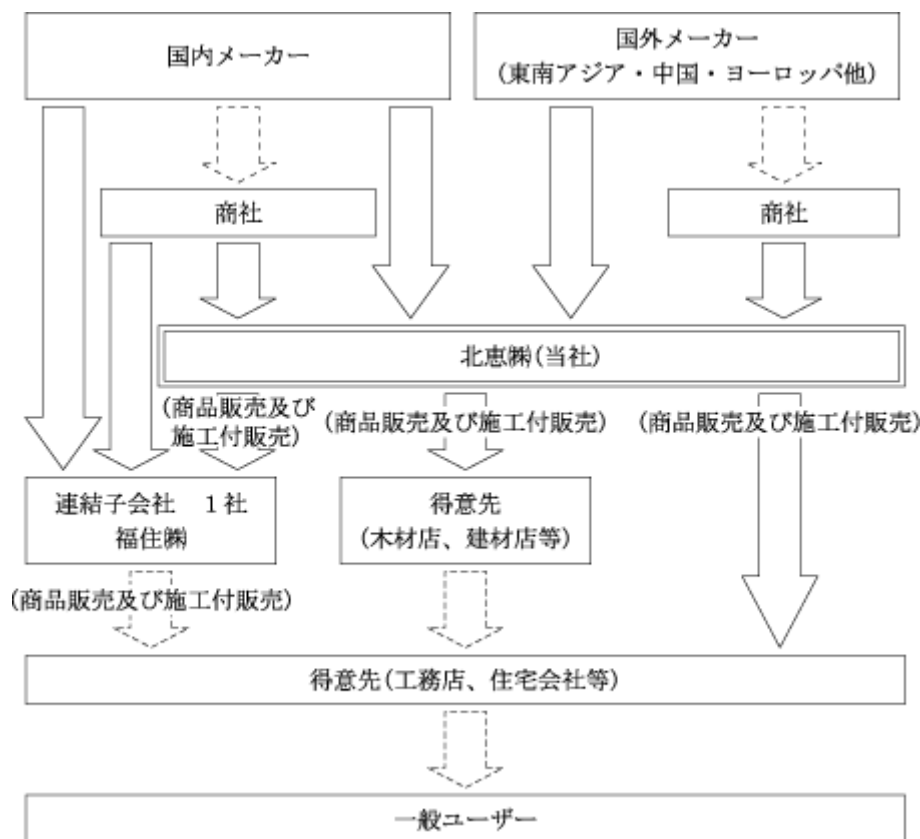 国内メーカー
国外メーカー
(東南アジア・中国・ヨーロッパ他)
商社
商社
北恵㈱(当社)
(商品販売及び
施工付販売)
(商品販売及び施工付販売)
(商品販売及び施工付販売)
連結子会社　１社
福住㈱
得意先
(木材店、建材店等)
(商品販売及び施工付販売)
得意先(工務店、住宅会社等)
一般ユーザー